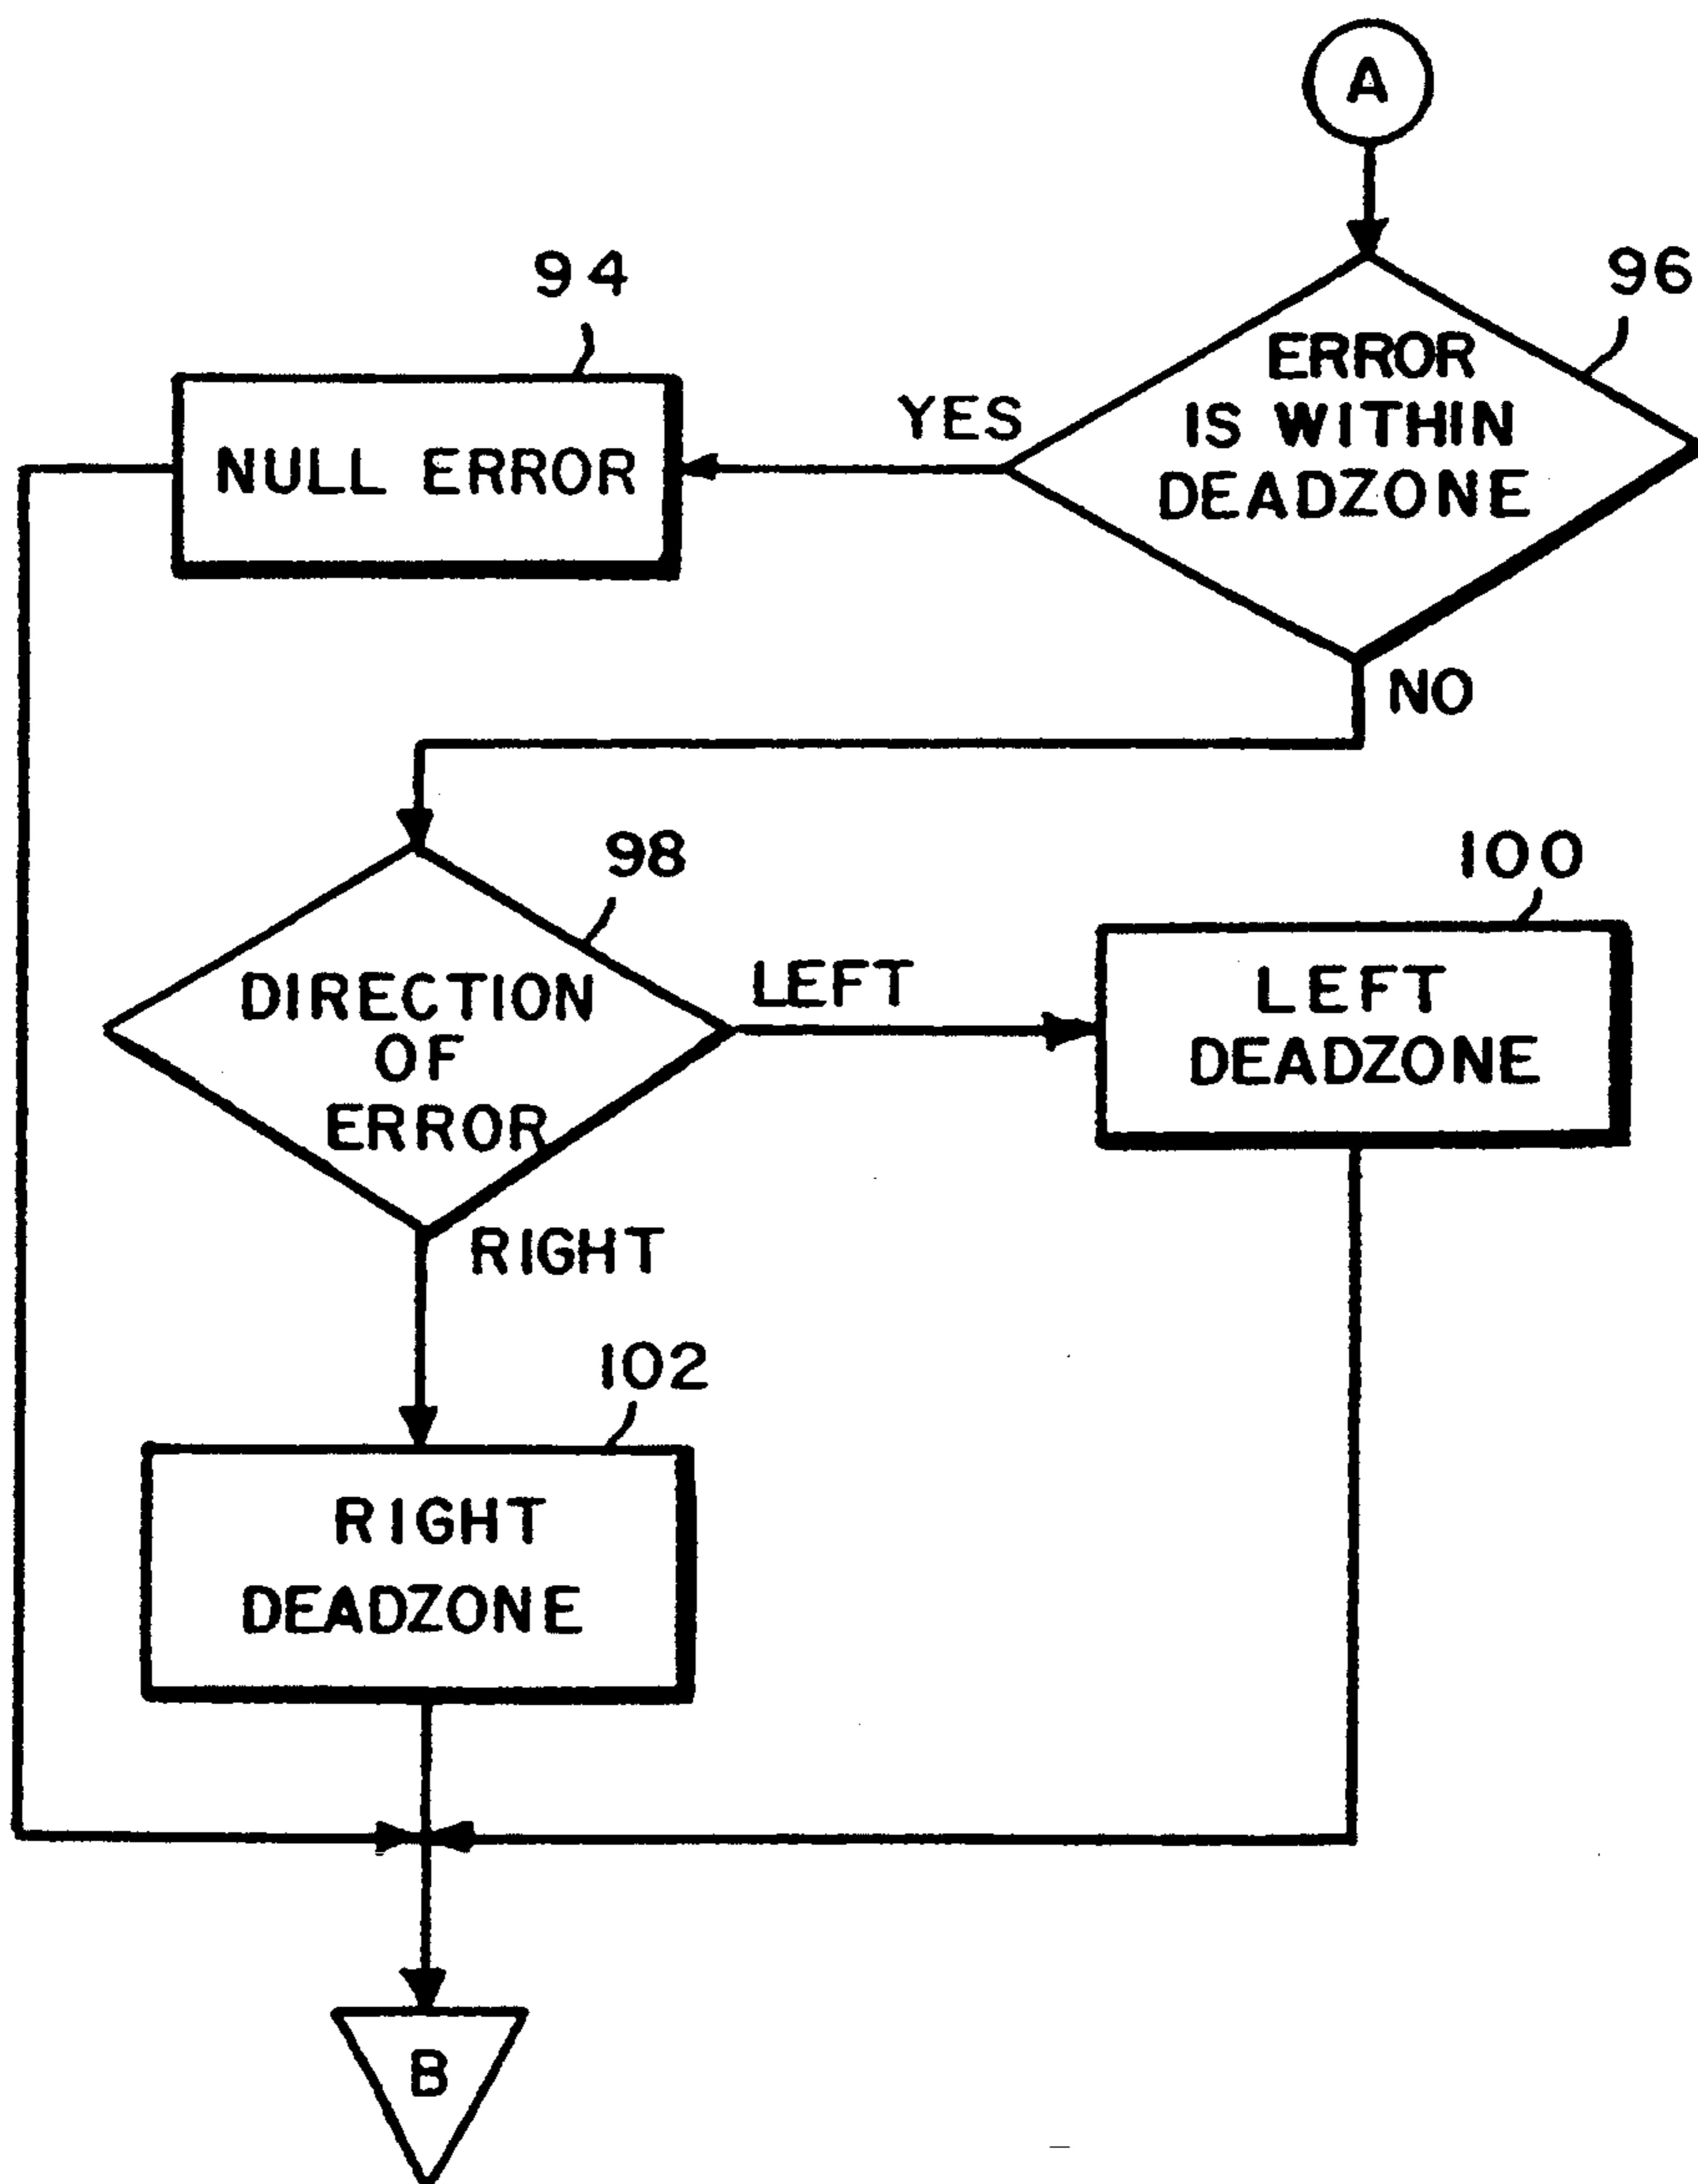 A
94
96
ERROR
IS WITHIN
DEADZONE
YES
NULL ERROR
NO
98
100
DIRECTION
OF
ERROR
LEFT
LEFT
DEADZONE
RIGHT
102
RIGHT
DEADZONE
B